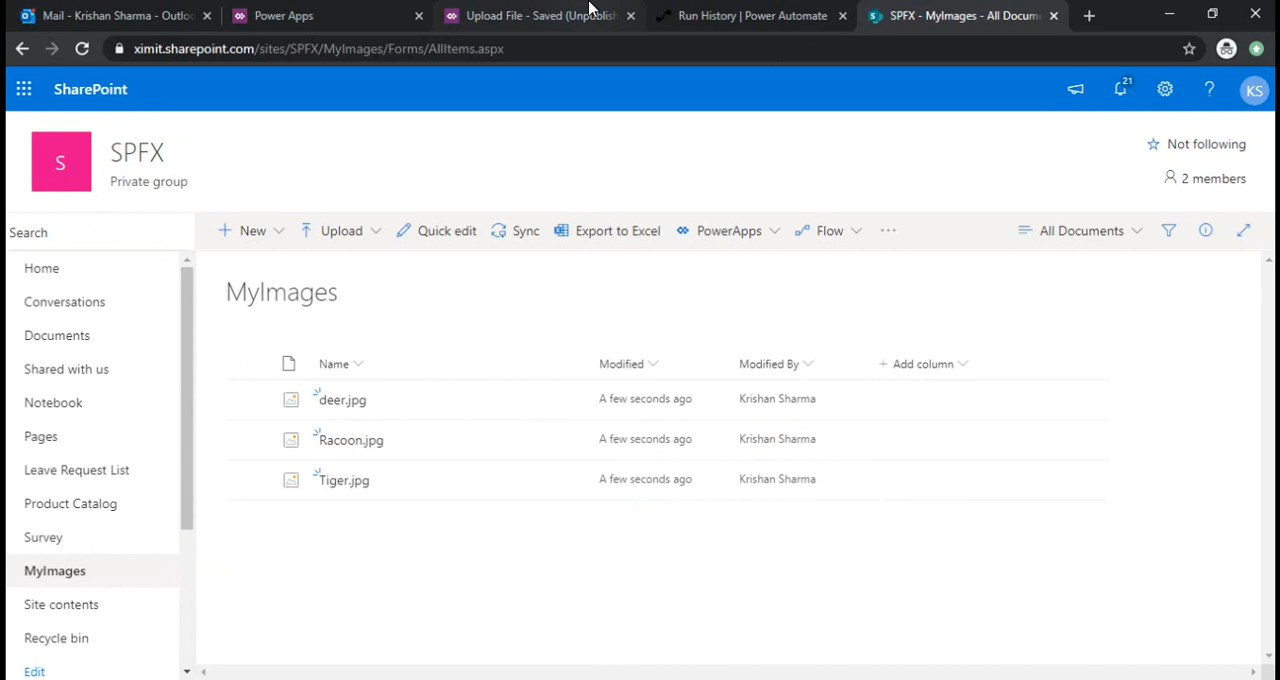 Mail - Krishan Sharma - Outloo
Power Apps
Upload File - Saved (Unpublish
Run History | Power Automate
SPFX - MyImages - All Docum
ximit.sharepoint.com/sites/SPFX/MyImages/Forms/AllItems.aspx
SharePoint
21
?
KS
S
SPFX
Private group
Not following
2 members
Search
+ New
Upload
Quick edit
Sync
Export to Excel
PowerApps
Flow
...
All Documents
Home
Conversations
Documents
Shared with us
Notebook
Pages
Leave Request List
Product Catalog
Survey
MyImages
Site contents
Recycle bin
Edit
MyImages
Name Modified Modified By + Add column
deer.jpg A few seconds ago Krishan Sharma
Racoon.jpg A few seconds ago Krishan Sharma
Tiger.jpg A few seconds ago Krishan Sharma